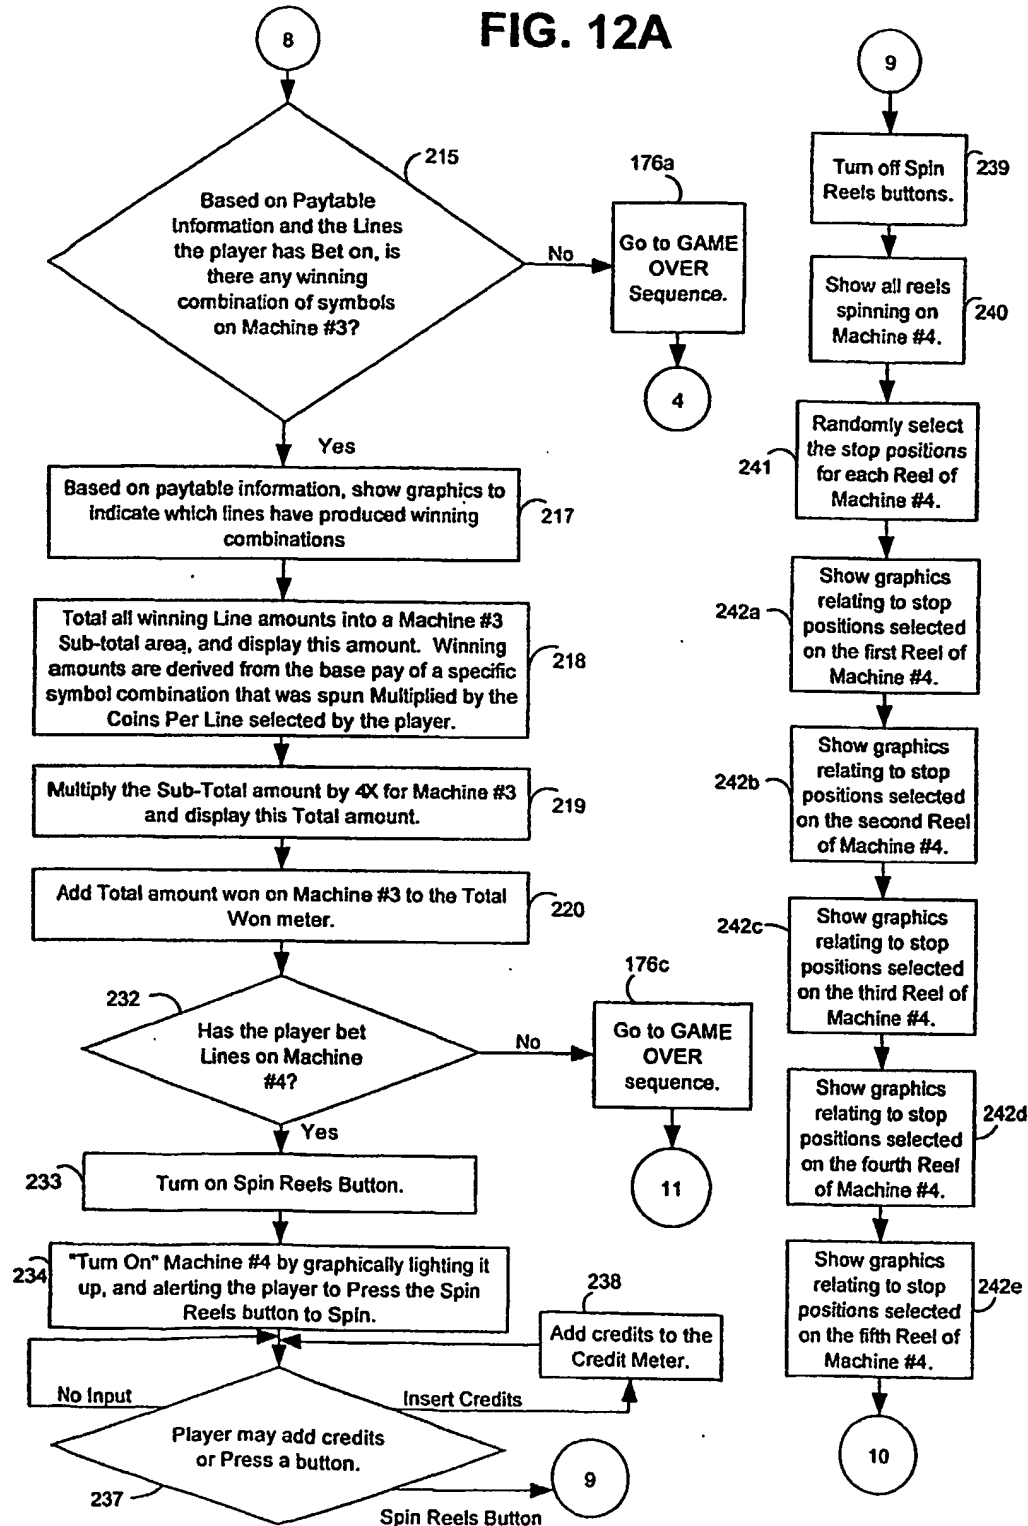 FIG. 12A
8
215
Based on Paytable
Information and the Lines
the player has Bet on, is
there any winning
combination of symbols
on Machine #3?
No
176a
Go to GAME
OVER
Sequence.
4
Yes
Based on paytable information, show graphics to
indicate which lines have produced winning
combinations
217
Total all winning Line amounts into a Machine #3
Sub-total area, and display this amount. Winning
amounts are derived from the base pay of a specific
symbol combination that was spun Multiplied by the
Coins Per Line selected by the player.
218
Multiply the Sub-Total amount by 4X for Machine #3
and display this Total amount.
219
Add Total amount won on Machine #3 to the Total
Won meter.
220
232
Has the player bet
Lines on Machine
#4?
No
176c
Go to GAME
OVER
sequence.
11
Yes
233
Turn on Spin Reels Button.
234
"Turn On" Machine #4 by graphically lighting it
up, and alerting the player to Press the Spin
Reels button to Spin.
238
Add credits to the
Credit Meter.
No Input
Insert Credits
Player may add credits
or Press a button.
237
Spin Reels Button
9
9
Turn off Spin
Reels buttons.
239
Show all reels
spinning on
Machine #4.
240
241
Randomly select
the stop positions
for each Reel of
Machine #4.
242a
Show graphics
relating to stop
positions selected
on the first Reel of
Machine #4.
242b
Show graphics
relating to stop
positions selected
on the second Reel
of Machine #4.
242c
Show graphics
relating to stop
positions selected
on the third Reel of
Machine #4.
Show graphics
relating to stop
positions selected
on the fourth Reel
of Machine #4.
242d
Show graphics
relating to stop
positions selected
on the fifth Reel of
Machine #4.
242e
10